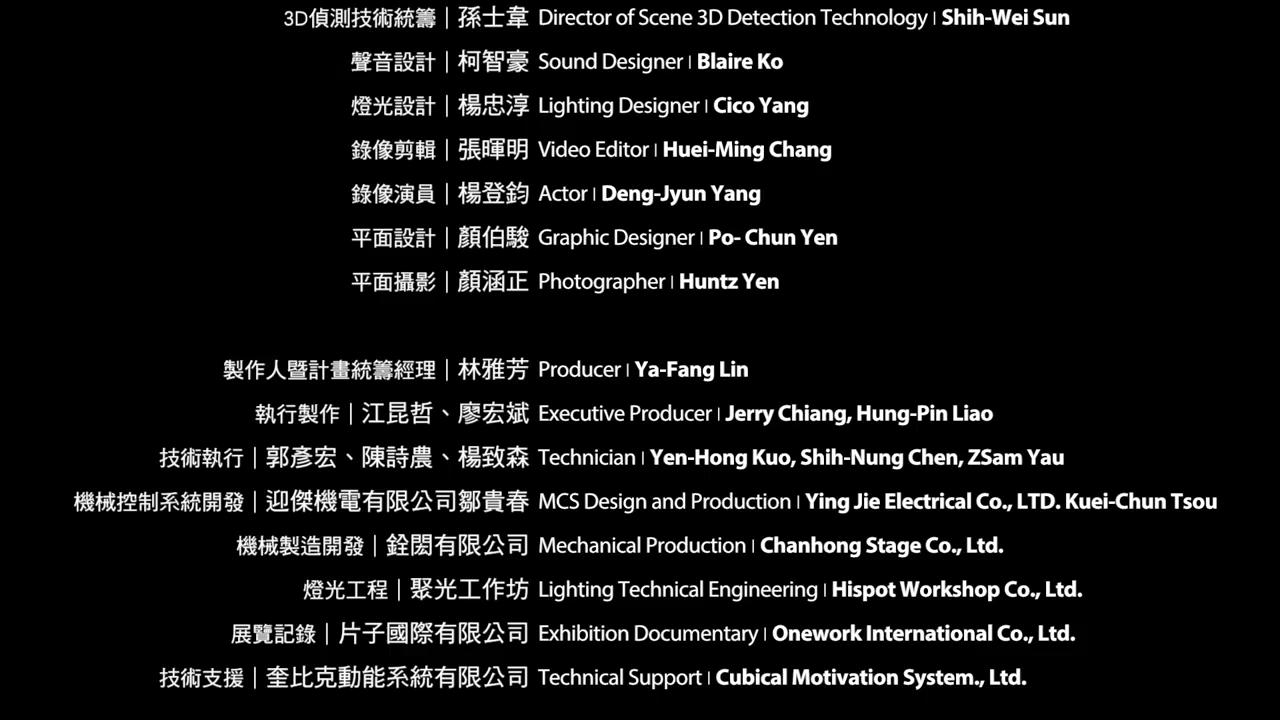 3D偵測技術統籌｜孫士韋 Director of Scene 3D Detection Technology | Shih-Wei Sun
聲音設計｜柯智豪 Sound Designer | Blaire Ko
燈光設計｜楊忠淳 Lighting Designer | Cico Yang
錄像剪輯｜張暉明 Video Editor | Huei-Ming Chang
錄像演員｜楊登鈞 Actor | Deng-Jyun Yang
平面設計｜顏伯駿 Graphic Designer | Po- Chun Yen
平面攝影｜顏涵正 Photographer | Huntz Yen
製作人暨計畫統籌經理｜林雅芳 Producer | Ya-Fang Lin
執行製作｜江昆哲、廖宏斌 Executive Producer | Jerry Chiang, Hung-Pin Liao
技術執行｜郭彥宏、陳詩農、楊致森 Technician | Yen-Hong Kuo, Shih-Nung Chen, ZSam Yau
機械控制系統開發｜迎傑機電有限公司鄒貴春 MCS Design and Production | Ying Jie Electrical Co., LTD. Kuei-Chun Tsou
機械製造開發｜銓閎有限公司 Mechanical Production | Chanhong Stage Co., Ltd.
燈光工程｜聚光工作坊 Lighting Technical Engineering | Hispot Workshop Co., Ltd.
展覽記錄｜片子國際有限公司 Exhibition Documentary | Onework International Co., Ltd.
技術支援｜奎比克動能系統有限公司 Technical Support | Cubical Motivation System., Ltd.